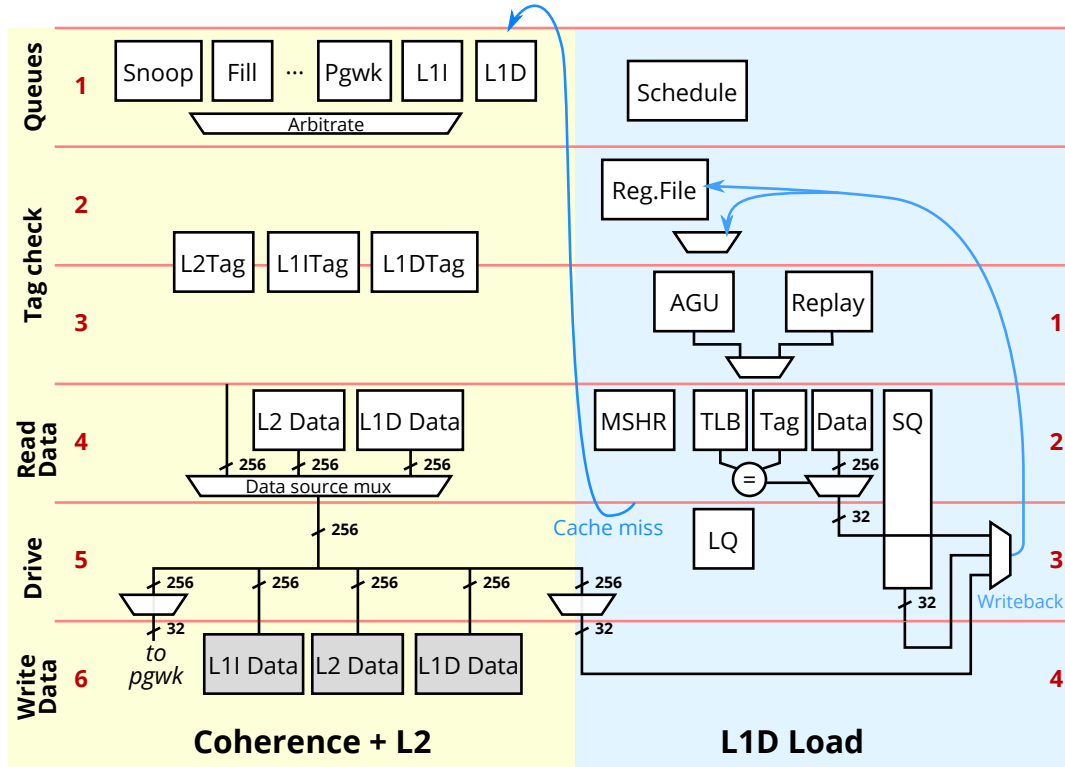 Queues
1
Snoop
Fill
...
Pgwk
L1I
L1D
Arbitrate
Schedule
Tag check
2
Reg.File
L2Tag
L1ITag
L1DTag
3
AGU
Replay
1
Read
Data
4
L2 Data
L1D Data
256
256
256
Data source mux
MSHR
TLB
Tag
Data
SQ
2
=
256
32
Cache miss
Drive
5
256
256
256
256
256
256
LQ
32
3
Writeback
Write
Data
6
32
to
pgwk
L1I Data
L2 Data
L1D Data
32
4
Coherence + L2
L1D Load